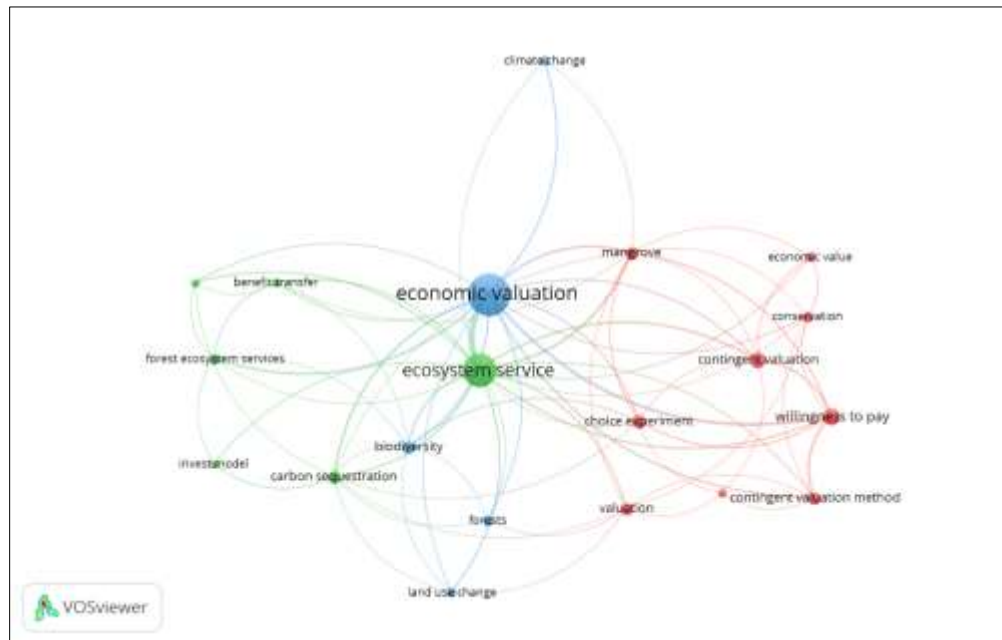 climate change
mangrove
economic value
benefit transfer
economic valuation
conservation
forest ecosystem services
ecosystem service
contingent valuation
choice experiment
willingness to pay
biodiversity
invest model
carbon sequestration
contingent valuation method
valuation
forests
land use change
VOSviewer